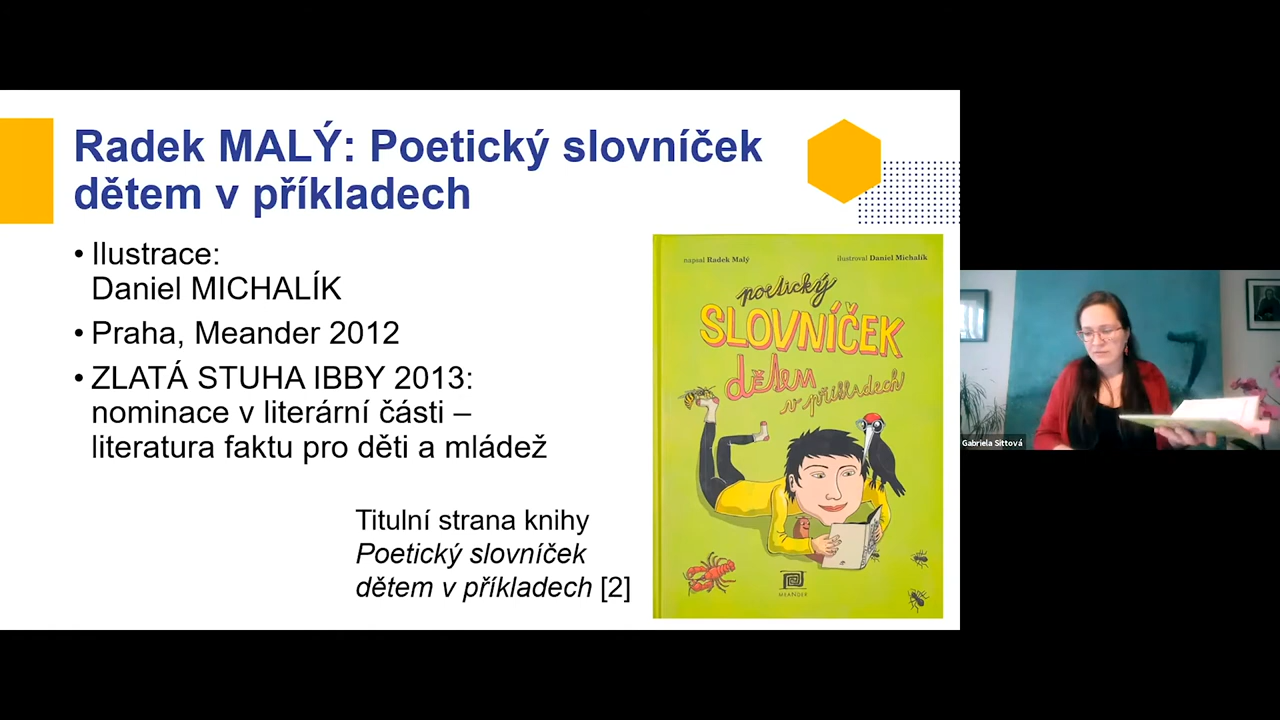 Radek MALÝ: Poetický slovníček
dětem v příkladech
• Ilustrace:
Daniel MICHALÍK
• Praha, Meander 2012
• ZLATÁ STUHA IBBY 2013:
nominace v literární části –
literatura faktu pro děti a mládež
Titulní strana knihy
Poetický slovníček
dětem v příkladech [2]
napsal Radek Malý
ilustroval Daniel Michalík
poetický
SLOVNÍČEK
dětem
v příkladech
MEANDER
Gabriela Sittová